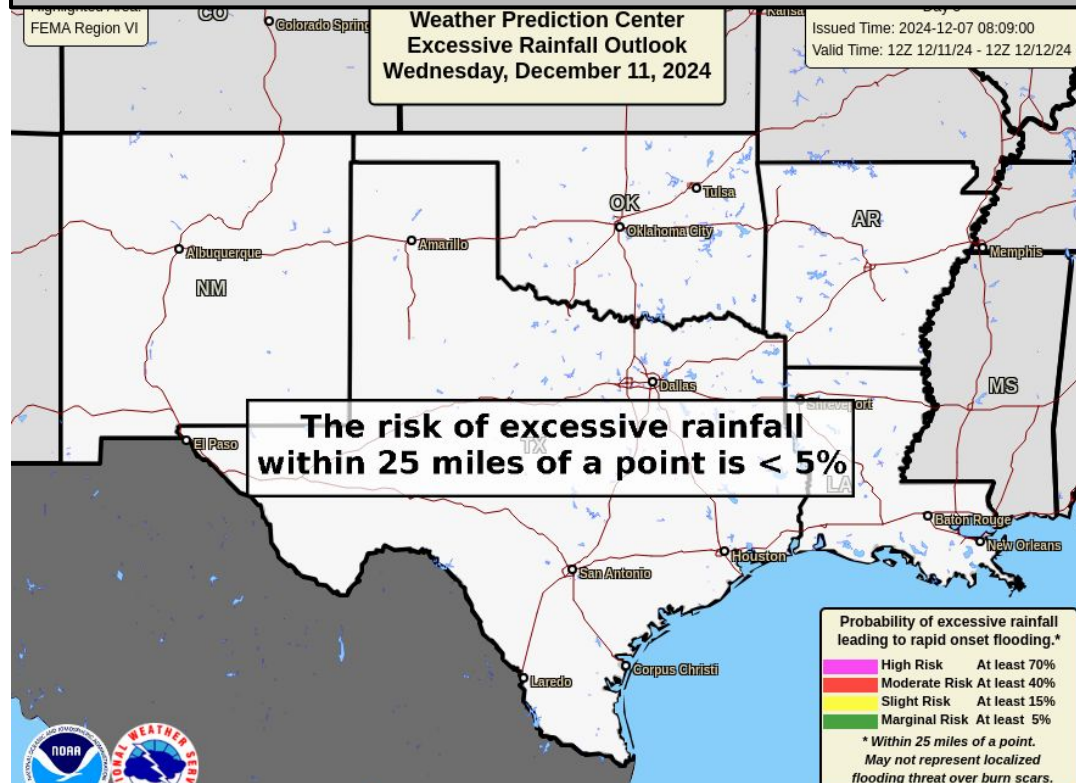 FEMA Region VI
Weather Prediction Center
Excessive Rainfall Outlook
Wednesday, December 11, 2024
Issued Time: 2024-12-07 08:09:00
Valid Time: 12Z 12/11/24 - 12Z 12/12/24
CO
Colorado Spring
Kansa
Tulsa
OK
Oklahoma City
AR
Amarillo
Albuquerque
Memphis
NM
Dallas
MS
Shreveport
El Paso
The risk of excessive rainfall
within 25 miles of a point is < 5%
TX
LA
Baton Rouge
New Orleans
Houston
San Antonio
Corpus Christi
Laredo
Probability of excessive rainfall
leading to rapid onset flooding.*
High Risk At least 70%
Moderate Risk At least 40%
Slight Risk At least 15%
Marginal Risk At least 5%
* Within 25 miles of a point.
May not represent localized
flooding threat over burn scars.
NOAA